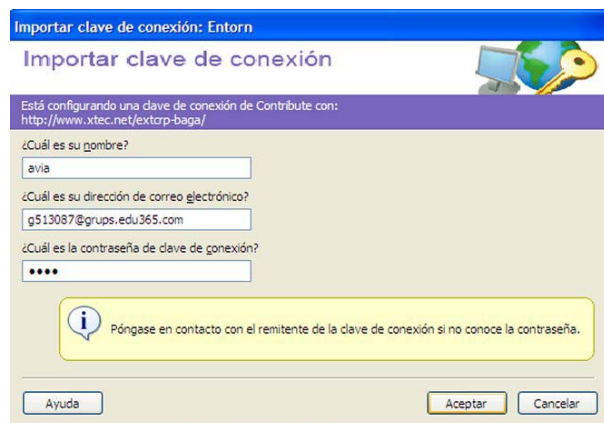 Importar clave de conexión: Entorn
Importar clave de conexión
Está configurando una clave de conexión de Contribute con:
http://www.xtec.net/extcrp-baga/
¿Cuál es su nombre?
avia
¿Cuál es su dirección de correo electrónico?
g513087@grups.edu365.com
¿Cuál es la contraseña de clave de conexión?
••••
Póngase en contacto con el remitente de la clave de conexión si no conoce la contraseña.
Ayuda Aceptar Cancelar